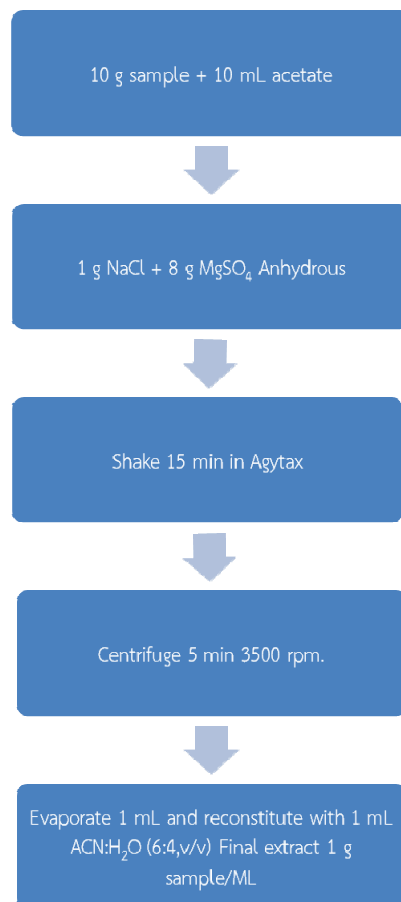 10 g sample + 10 mL acetate
1 g NaCl + 8 g MgSO₄ Anhydrous
Shake 15 min in Agytax
Centrifuge 5 min 3500 rpm.
Evaporate 1 mL and reconstitute with 1 mL
ACN:H₂O (6:4,v/v) Final extract 1 g
sample/ML